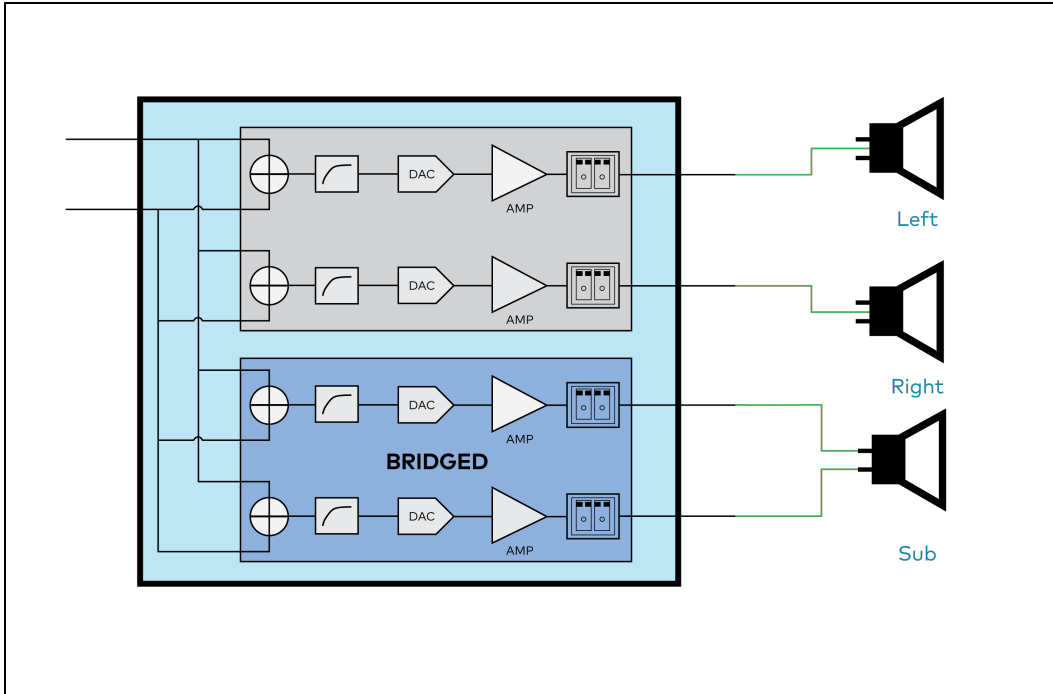 DAC
AMP
Left
DAC
AMP
Right
DAC
AMP
BRIDGED
DAC
AMP
Sub